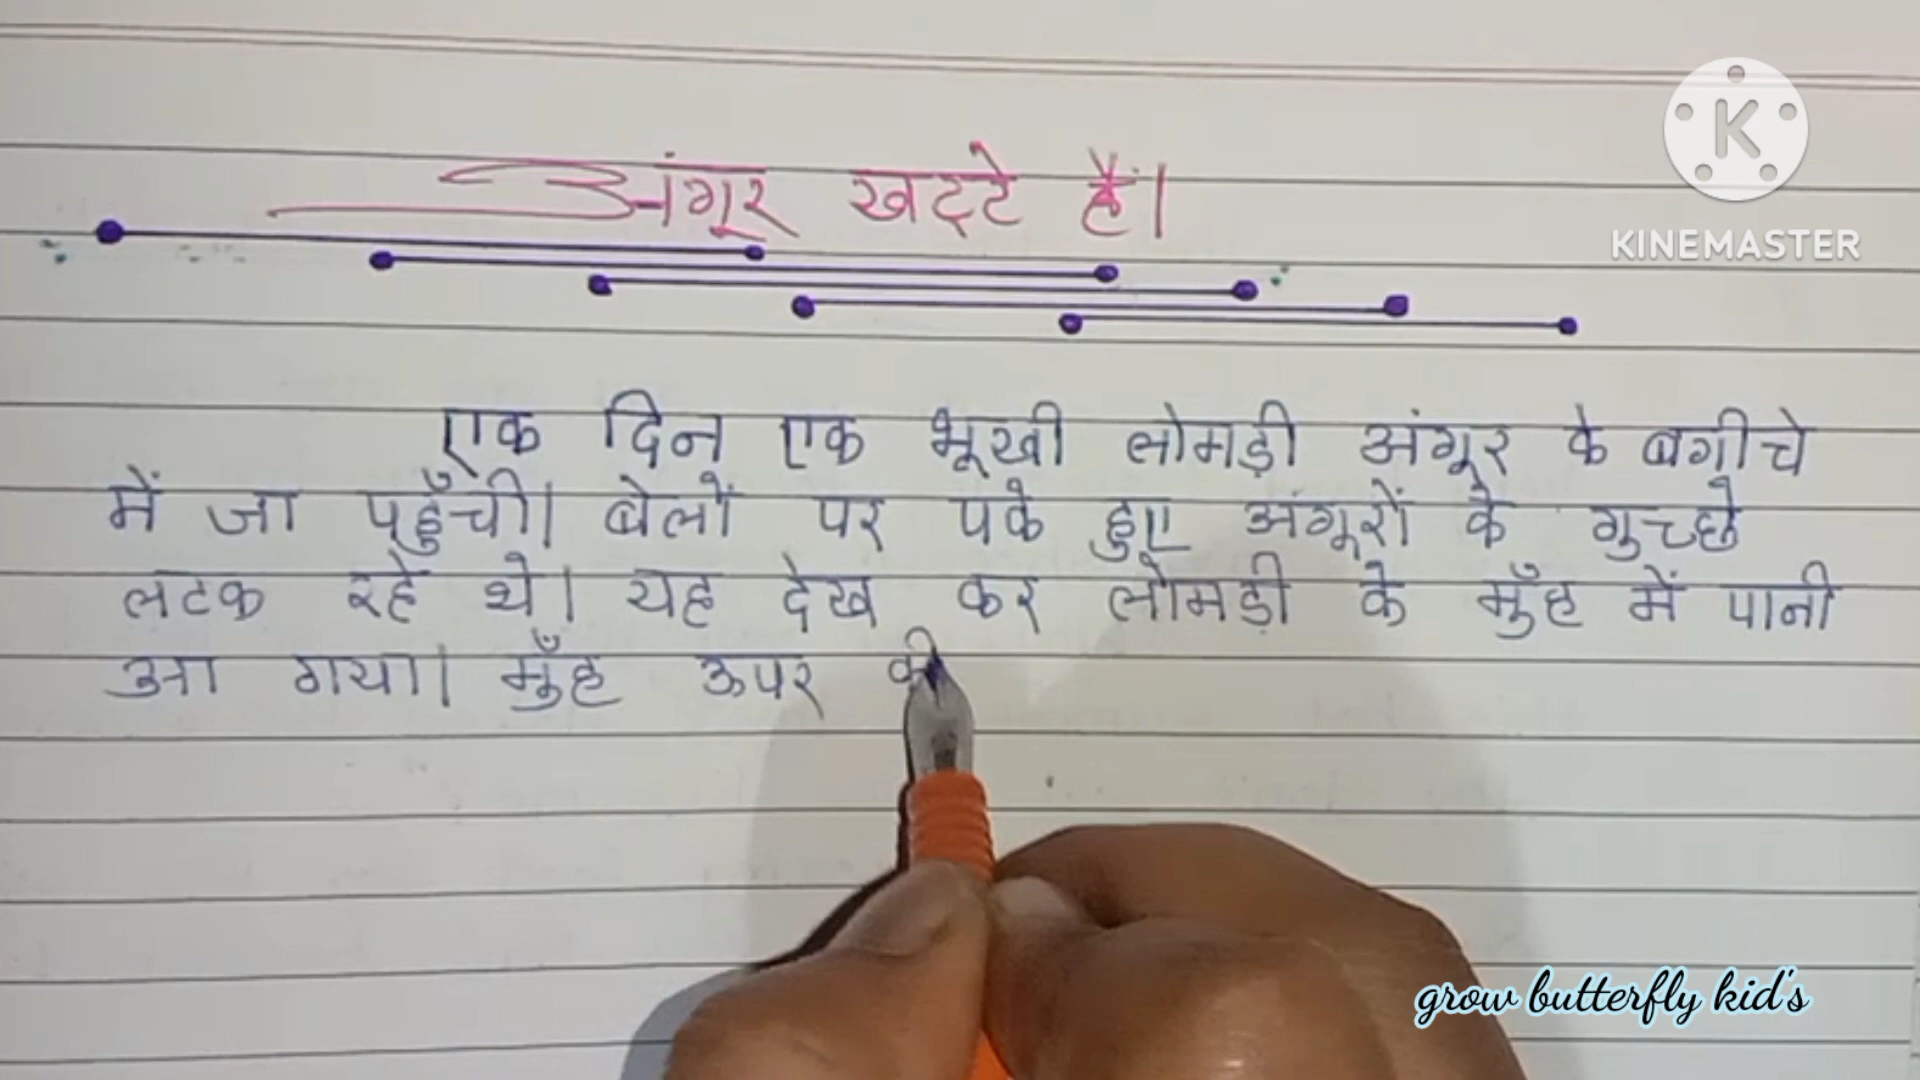 अंगूर खट्टे हैं।
एक दिन एक भूखी लोमड़ी अंगूर के बगीचे
में जा पहुँची। बेलों पर पके हुए अंगूरों के गुच्छे
लटक रहे थे। यह देख कर लोमड़ी के मुँह में पानी
आ गया। मुँह ऊपर
K
KINEMASTER
grow butterfly kid's